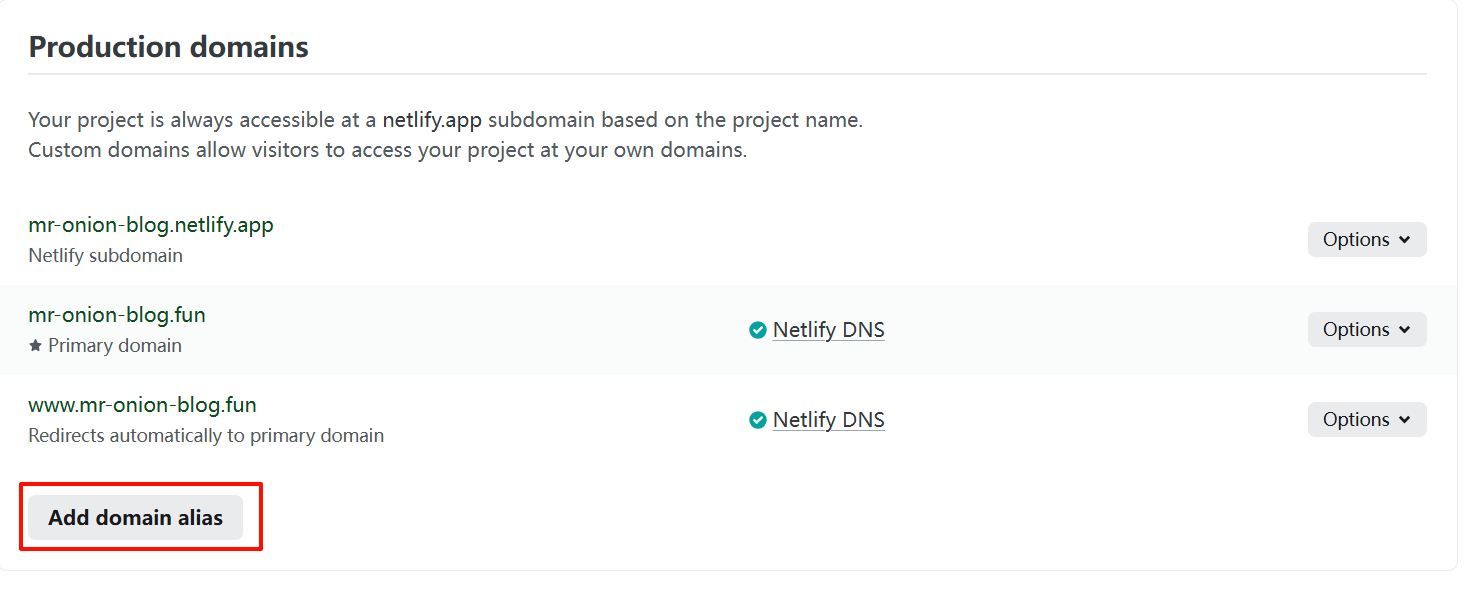 Production domains
Your project is always accessible at a netlify.app subdomain based on the project name.
Custom domains allow visitors to access your project at your own domains.
mr-onion-blog.netlify.app
Netlify subdomain
Options
mr-onion-blog.fun
Primary domain
Netlify DNS
Options
www.mr-onion-blog.fun
Redirects automatically to primary domain
Netlify DNS
Options
Add domain alias